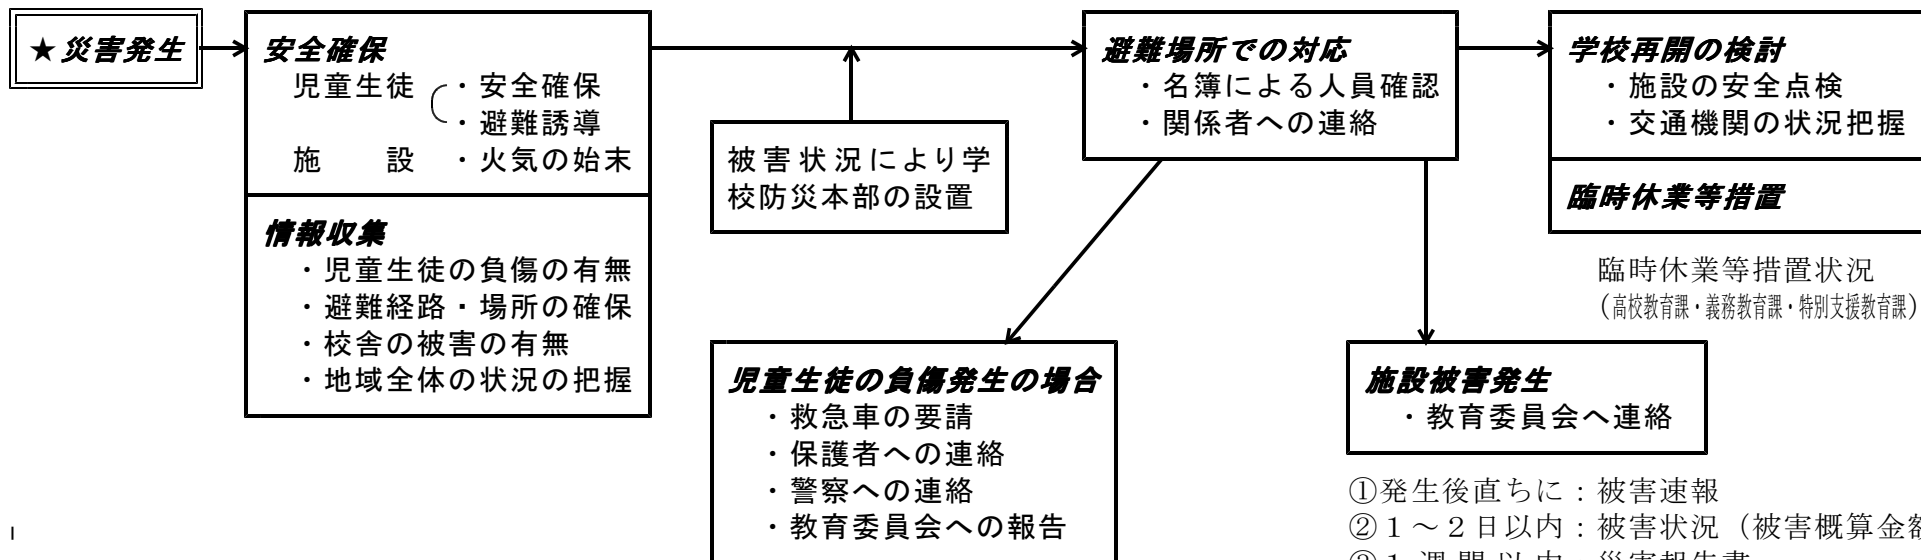 ★災害発生
安全確保
児童生徒 ・安全確保
・避難誘導
施　設 ・火気の始末
情報収集
・児童生徒の負傷の有無
・避難経路・場所の確保
・校舎の被害の有無
・地域全体の状況の把握
被害状況により学
校防災本部の設置
避難場所での対応
・名簿による人員確認
・関係者への連絡
学校再開の検討
・施設の安全点検
・交通機関の状況把握
臨時休業等措置
臨時休業等措置状況
(高校教育課・義務教育課・特別支援教育課)
児童生徒の負傷発生の場合
・救急車の要請
・保護者への連絡
・警察への連絡
・教育委員会への報告
施設被害発生
・教育委員会へ連絡
①発生後直ちに：被害速報
②１～２日以内：被害状況（被害概算金額
③１週間以内：災害報告書